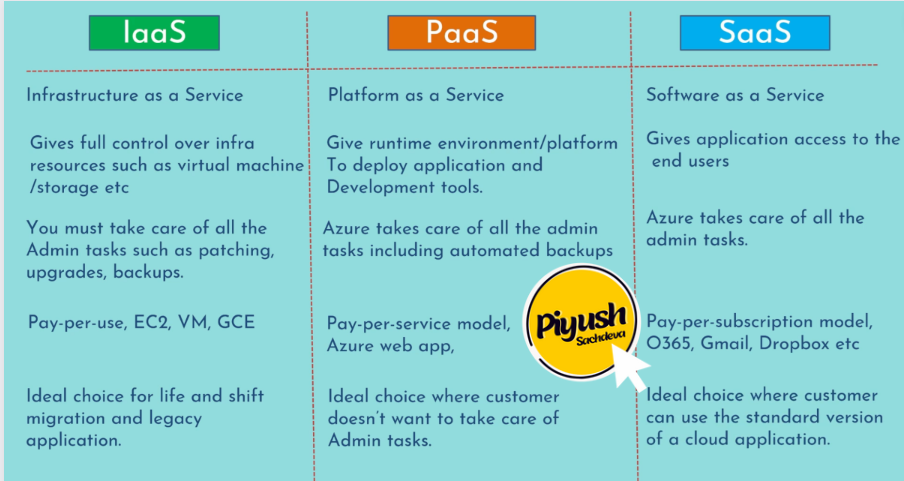 IaaS
PaaS
SaaS
Infrastructure as a Service
Platform as a Service
Software as a Service
Gives full control over infra
resources such as virtual machine
/storage etc
Give runtime environment/platform
To deploy application and
Development tools.
Gives application access to the
end users
You must take care of all the
Admin tasks such as patching,
upgrades, backups.
Azure takes care of all the admin
tasks including automated backups
Azure takes care of all the
admin tasks.
Pay-per-use, EC2, VM, GCE
Pay-per-service model,
Azure web app,
Piyush
Sachdeva
Pay-per-subscription model,
O365, Gmail, Dropbox etc
Ideal choice for life and shift
migration and legacy
application.
Ideal choice where customer
doesn't want to take care of
Admin tasks.
Ideal choice where customer
can use the standard version
of a cloud application.